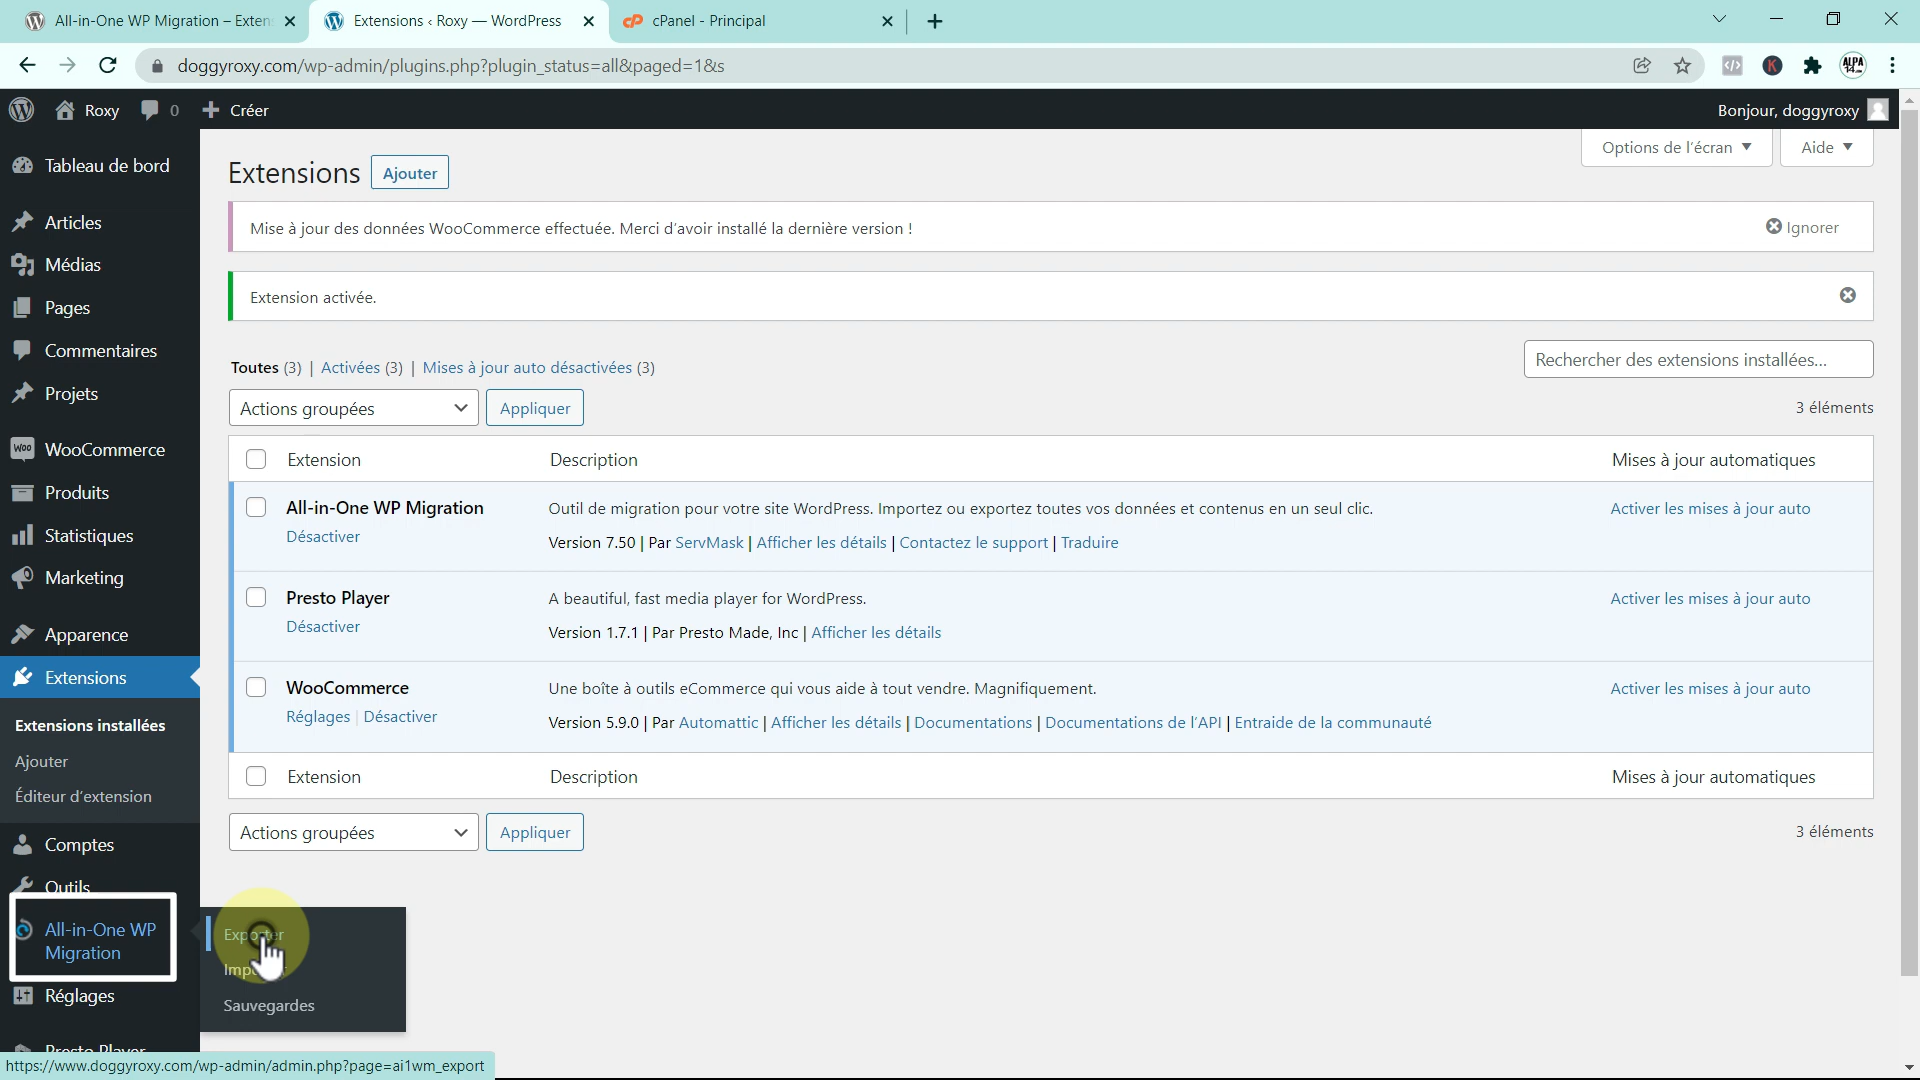 All-in-One WP Migration – Exten
Extensions ‹ Roxy — WordPress
cPanel - Principal
doggyroxy.com/wp-admin/plugins.php?plugin_status=all&paged=1&s
Roxy
0
Créer
Bonjour, doggyroxy
Tableau de bord
Articles
Médias
Pages
Commentaires
Projets
WooCommerce
Produits
Statistiques
Marketing
Apparence
Extensions
Extensions installées
Ajouter
Éditeur d'extension
Comptes
Outils
All-in-One WP
Migration
Réglages
Presto Player
Exporter
Sauvegardes
Options de l'écran
Aide
Extensions
Ajouter
Mise à jour des données WooCommerce effectuée. Merci d'avoir installé la dernière version !
Ignorer
Extension activée.
Toutes (3) | Activées (3) | Mises à jour auto désactivées (3)
Rechercher des extensions installées...
Actions groupées
Appliquer
3 éléments
Extension
Description
Mises à jour automatiques
All-in-One WP Migration
Désactiver
Outil de migration pour votre site WordPress. Importez ou exportez toutes vos données et contenus en un seul clic.
Version 7.50 | Par ServMask | Afficher les détails | Contactez le support | Traduire
Activer les mises à jour auto
Presto Player
Désactiver
A beautiful, fast media player for WordPress.
Version 1.7.1 | Par Presto Made, Inc | Afficher les détails
Activer les mises à jour auto
WooCommerce
Réglages | Désactiver
Une boîte à outils eCommerce qui vous aide à tout vendre. Magnifiquement.
Version 5.9.0 | Par Automattic | Afficher les détails | Documentations | Documentations de l'API | Entraide de la communauté
Activer les mises à jour auto
Extension
Description
Mises à jour automatiques
Actions groupées
Appliquer
3 éléments
https://www.doggyroxy.com/wp-admin/admin.php?page=ai1wm_export